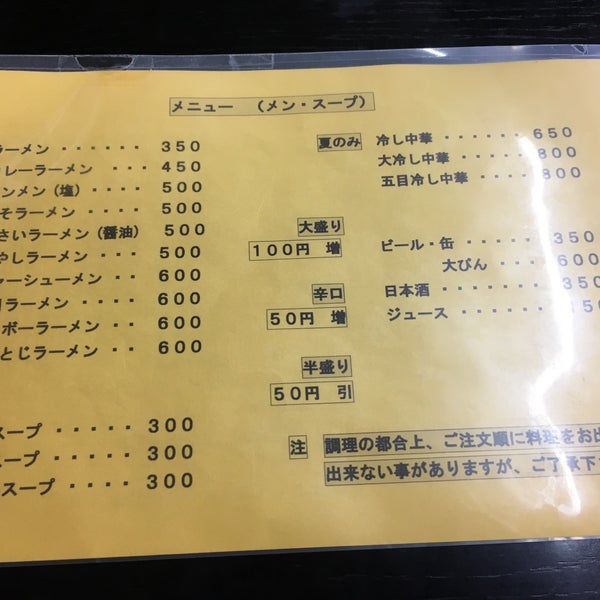 メニュー （メン・スープ）
ラーメン ・・・・・・ 350
レーラーメン ・・・ 450
ンメン（塩）・・・・ 500
そラーメン ・・・・ 500
さいラーメン（醤油） 500
やしラーメン ・・・ 500
ャーシューメン ・・ 600
ラーメン ・・・・ 600
ボーラーメン ・・ 600
とじラーメン ・・ 600
スープ ・・・・・ 300
スープ ・・・・・ 300
スープ ・・・・ 300
大盛り
100円 増
辛口
50円 増
半盛り
50円 引
夏のみ 冷し中華 ・・・・・・ 650
大冷し中華 ・・・・・ 800
五目冷し中華 ・・・・ 800
ビール・缶 ・・・・・ 350
大びん ・・・・ 600
日本酒 ・・・・・・・ 350
ジュース ・・・・・・ 150
注 調理の都合上、ご注文順に料理をお出
出来ない事がありますが、ご了承下